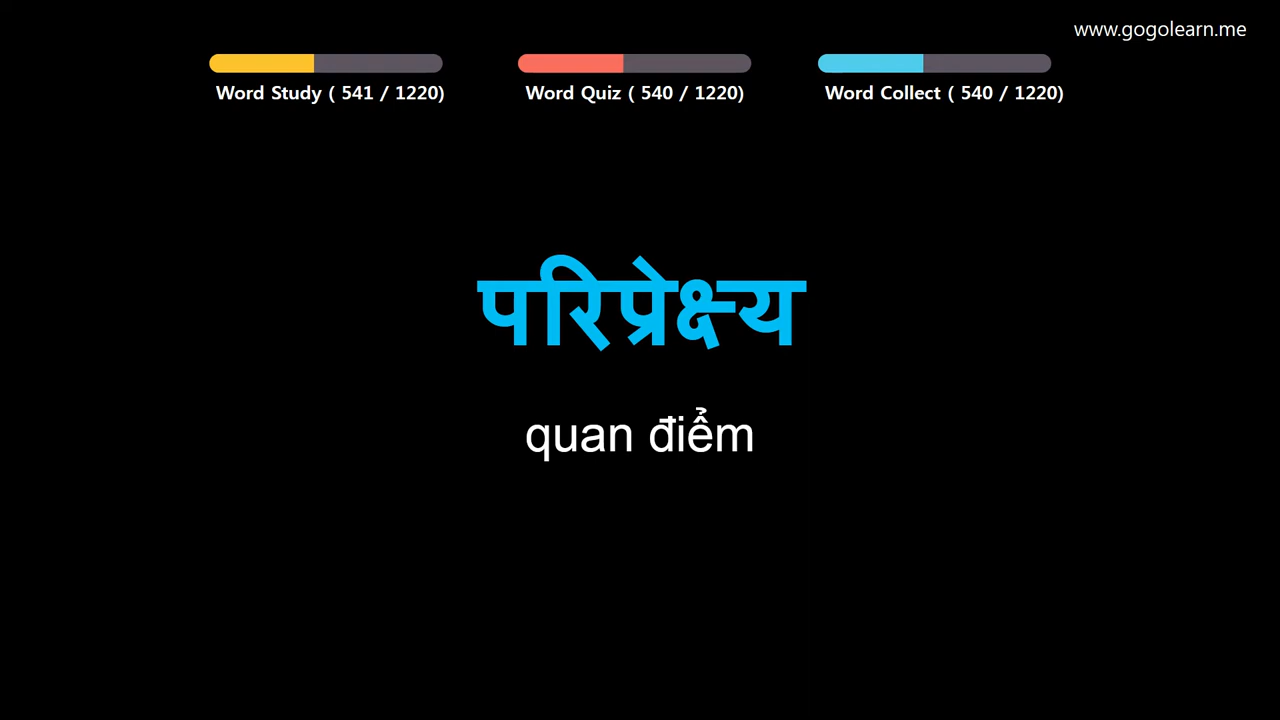 www.gogolearn.me
Word Study ( 541 / 1220)
Word Quiz ( 540 / 1220)
Word Collect ( 540 / 1220)
परिप्रेक्ष्य
quan điểm